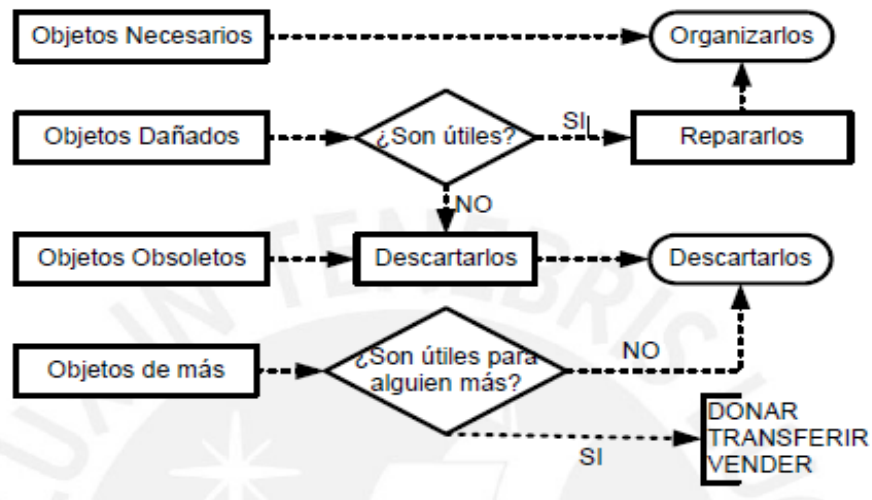 Objetos Necesarios
Organizarlos
Objetos Dañados
¿Son útiles?
SI
Repararlos
NO
Objetos Obsoletos
Descartarlos
Descartarlos
Objetos de más
¿Son útiles para
alguien más?
NO
SI
DONAR
TRANSFERIR
VENDER